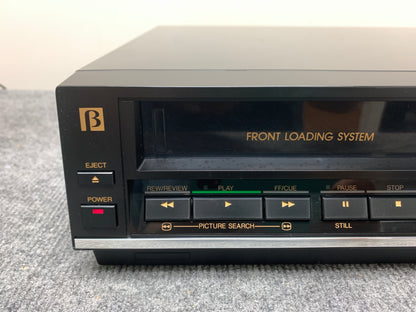 β
FRONT LOADING SYSTEM
EJECT
REW/REVIEW PLAY FF/CUE PAUSE STOP
POWER
PICTURE SEARCH STILL